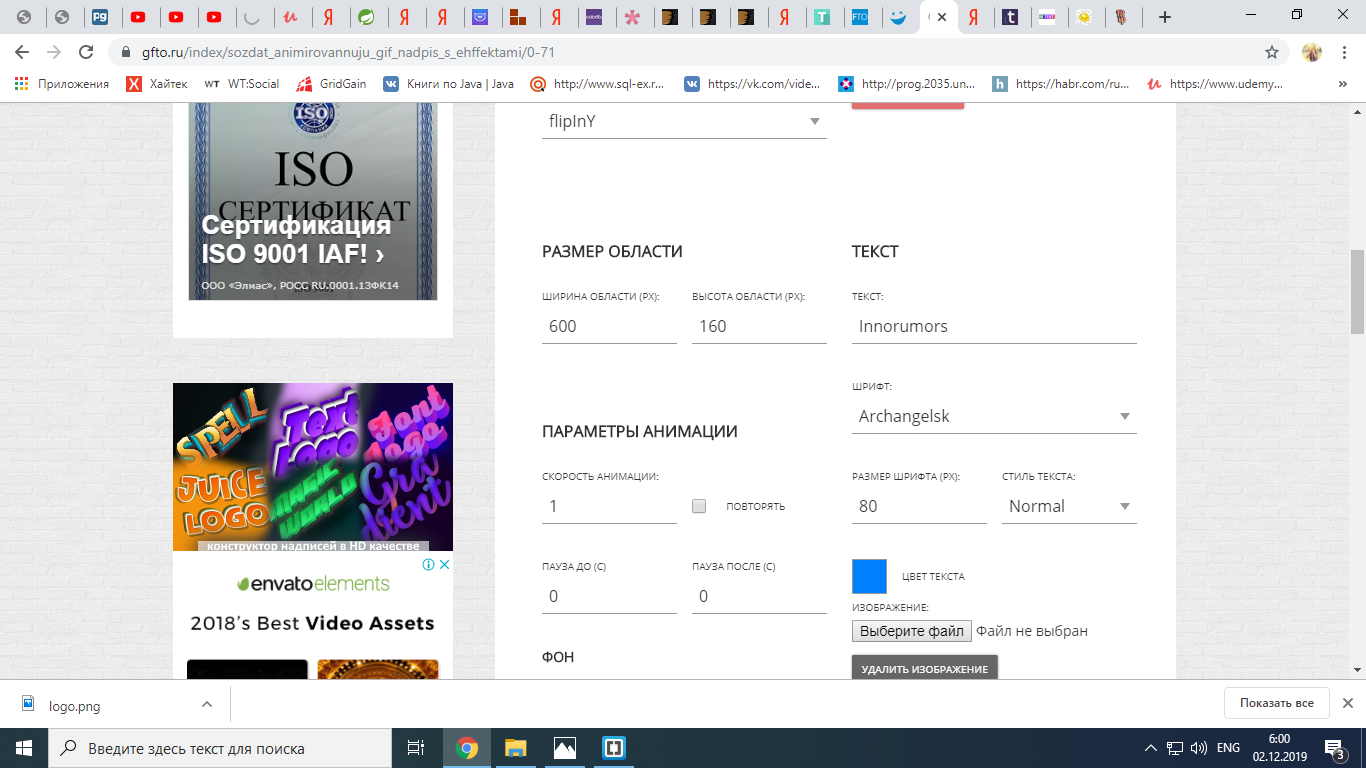 gfto.ru/index/sozdat_animirovannuju_gif_nadpis_s_ehffektami/0-71
Приложения
Хайтек
WT:Social
GridGain
Книги по Java | Java
http://www.sql-ex.r...
https://vk.com/vide...
http://prog.2035.un...
https://habr.com/ru...
https://www.udemy...
»
ISO
ISO
СЕРТИФИКАТ
Сертификация
ISO 9001 IAF! ›
ООО «Элмас», РОСС RU.0001.13ФК14
SPELL
Text
LOGO
Font
logo
JUICE
LOGO
MAGIC
WORLD
Gra
dient
конструктор надписей в HD качестве
envatoelements
2018's Best Video Assets
flipInY
РАЗМЕР ОБЛАСТИ
ШИРИНА ОБЛАСТИ (PX):
ВЫСОТА ОБЛАСТИ (PX):
600
160
ПАРАМЕТРЫ АНИМАЦИИ
СКОРОСТЬ АНИМАЦИИ:
1
ПОВТОРЯТЬ
ПАУЗА ДО (С)
ПАУЗА ПОСЛЕ (С)
0
0
ФОН
ТЕКСТ
ТЕКСТ:
Innorumors
ШРИФТ:
Archangelsk
РАЗМЕР ШРИФТА (PX):
СТИЛЬ ТЕКСТА:
80
Normal
ЦВЕТ ТЕКСТА
ИЗОБРАЖЕНИЕ:
Выберите файл Файл не выбран
УДАЛИТЬ ИЗОБРАЖЕНИЕ
logo.png
Показать все
Введите здесь текст для поиска
ENG
6:00
02.12.2019
3